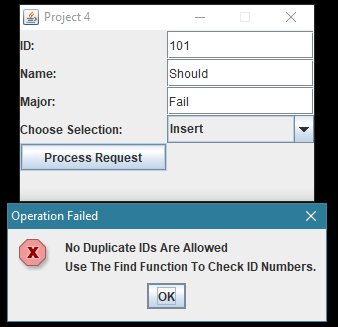 Project 4
ID:
101
Name:
Should
Major:
Fail
Choose Selection:
Insert
Process Request
Operation Failed
No Duplicate IDs Are Allowed
Use The Find Function To Check ID Numbers.
OK